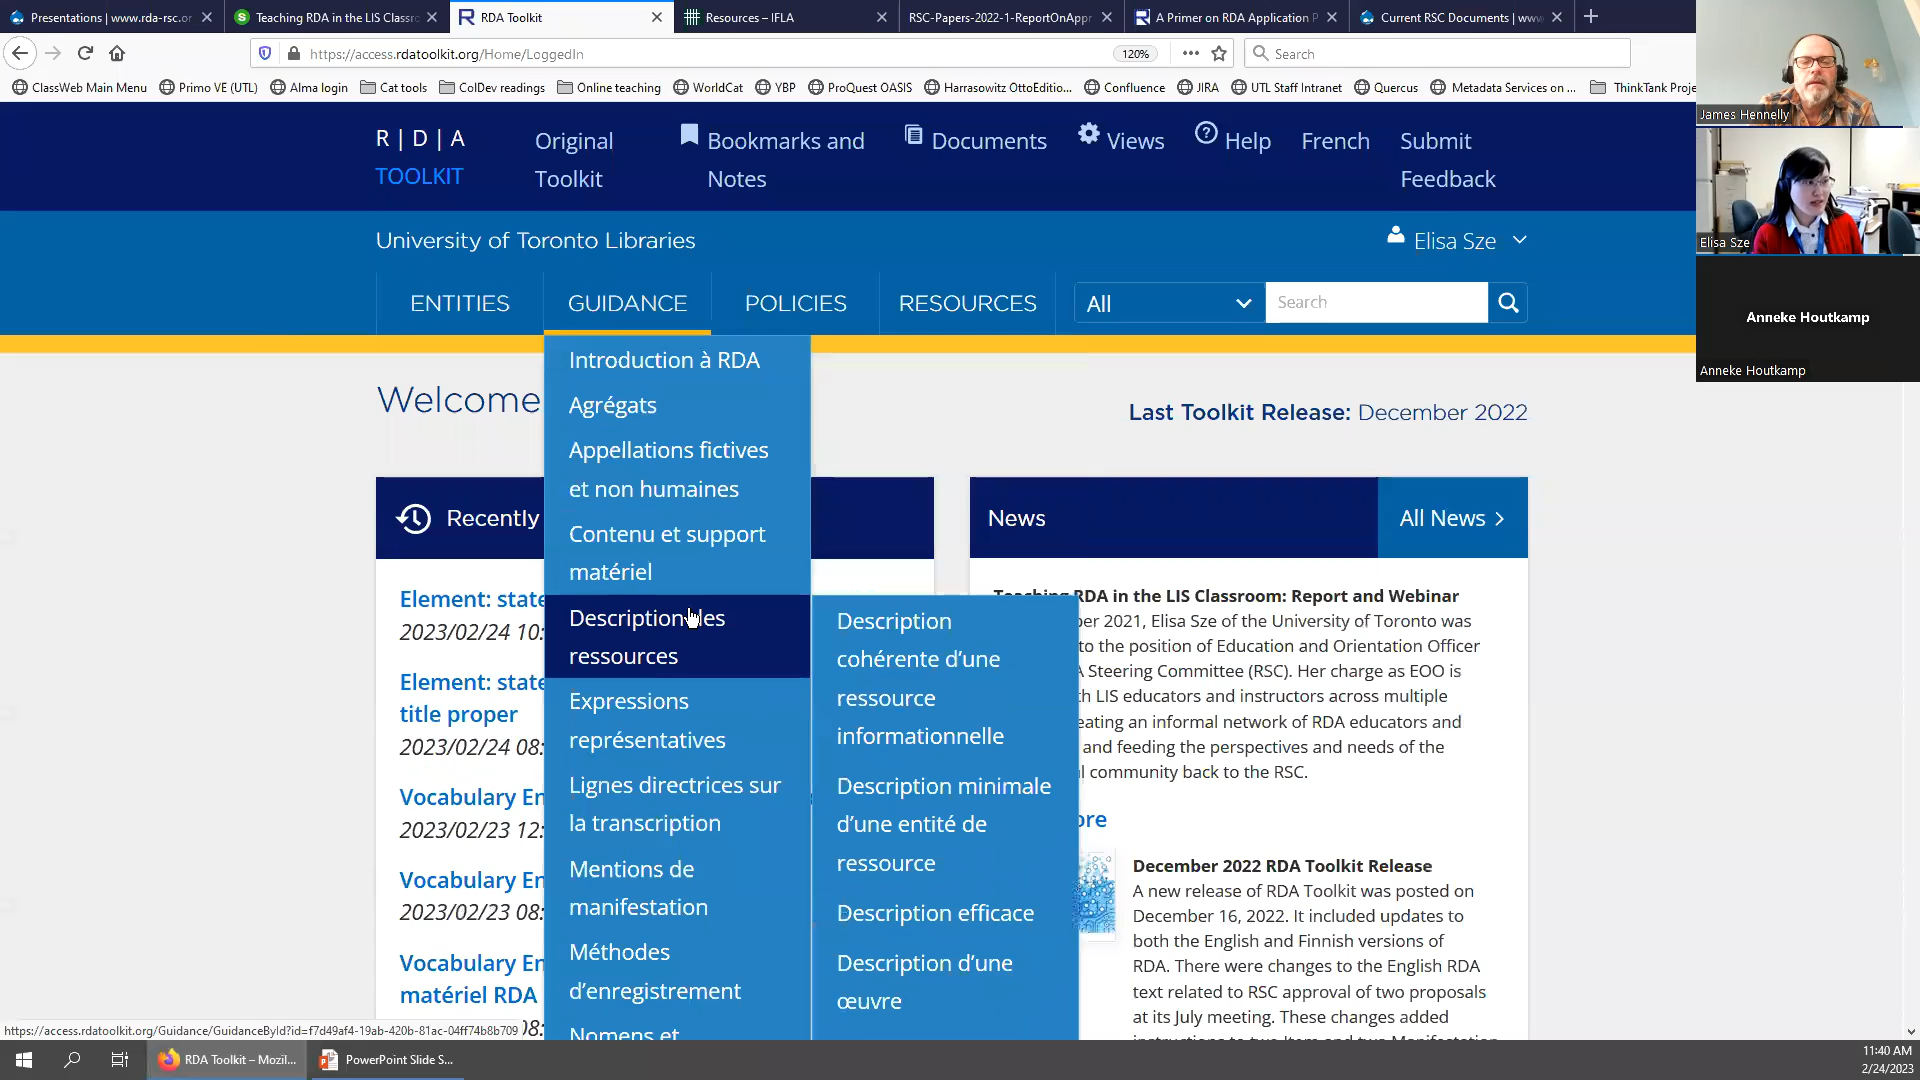 Presentations | www.rda-rsc.or
Teaching RDA in the LIS Classr
RDA Toolkit
Resources – IFLA
RSC-Papers-2022-1-ReportOnAppr
A Primer on RDA Application P
Current RSC Documents | www
https://access.rdatoolkit.org/Home/LoggedIn
120%
Search
ClassWeb Main Menu
Primo VE (UTL)
Alma login
Cat tools
ColDev readings
Online teaching
WorldCat
YBP
ProQuest OASIS
Harrasowitz OttoEditio...
Confluence
JIRA
UTL Staff Intranet
Quercus
Metadata Services on ...
ThinkTank Proje
James Hennelly
Elisa Sze
Anneke Houtkamp
Anneke Houtkamp
R | D | A
TOOLKIT
Original
Toolkit
Bookmarks and
Notes
Documents
Views
Help
French
Submit
Feedback
University of Toronto Libraries
Elisa Sze
ENTITIES
GUIDANCE
POLICIES
RESOURCES
All
Search
Introduction à RDA
Agrégats
Appellations fictives
et non humaines
Contenu et support
matériel
Description des
ressources
Expressions
représentatives
Lignes directrices sur
la transcription
Mentions de
manifestation
Méthodes
d’enregistrement
Nomens et
Description
cohérente d’une
ressource
informationnelle
Description minimale
d’une entité de
ressource
Description efficace
Description d’une
œuvre
Welcome
Last Toolkit Release: December 2022
Recently
Element: state
2023/02/24 10:
Element: state
title proper
2023/02/24 08:
Vocabulary En
2023/02/23 12:
Vocabulary En
2023/02/23 08:
Vocabulary En
matériel RDA
08:
News
All News
Teaching RDA in the LIS Classroom: Report and Webinar
er 2021, Elisa Sze of the University of Toronto was
to the position of Education and Orientation Officer
A Steering Committee (RSC). Her charge as EOO is
h LIS educators and instructors across multiple
eating an informal network of RDA educators and
and feeding the perspectives and needs of the
l community back to the RSC.
ore
December 2022 RDA Toolkit Release
A new release of RDA Toolkit was posted on
December 16, 2022. It included updates to
both the English and Finnish versions of
RDA. There were changes to the English RDA
text related to RSC approval of two proposals
at its July meeting. These changes added
instructions to two Item and two Manifestation
https://access.rdatoolkit.org/Guidance/GuidanceById?id=f7d49af4-19ab-420b-81ac-04ff74b8b709
RDA Toolkit – Mozil...
PowerPoint Slide S...
11:40 AM
2/24/2023